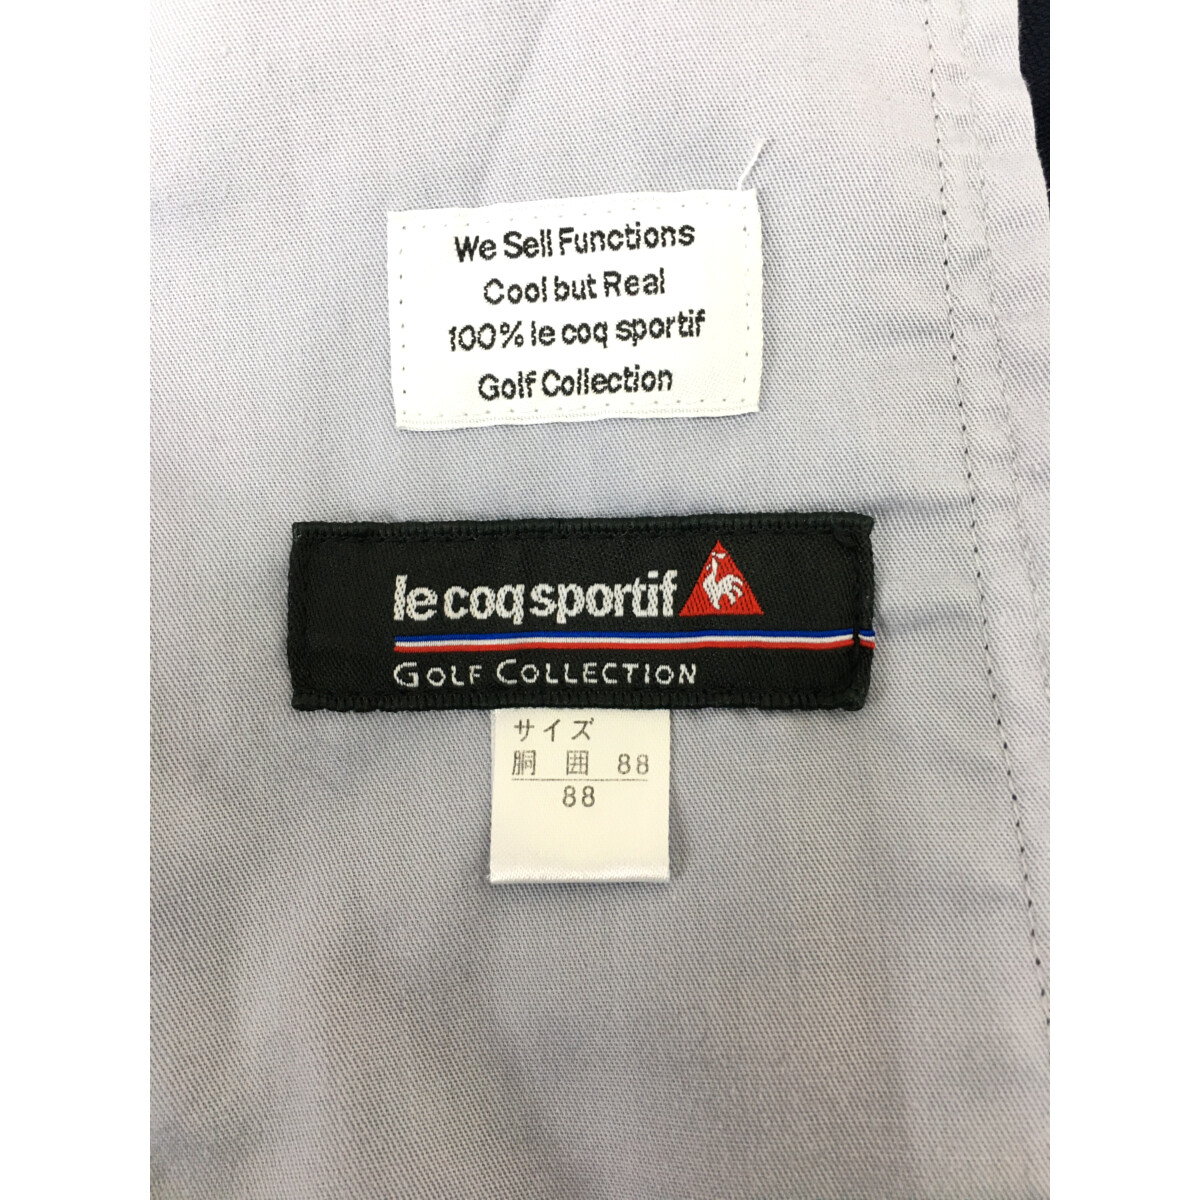 We Sell Functions
Cool but Real
100% le coq sportif
Golf Collection
le coq sportif
GOLF COLLECTION
サイズ
胴囲 88
88